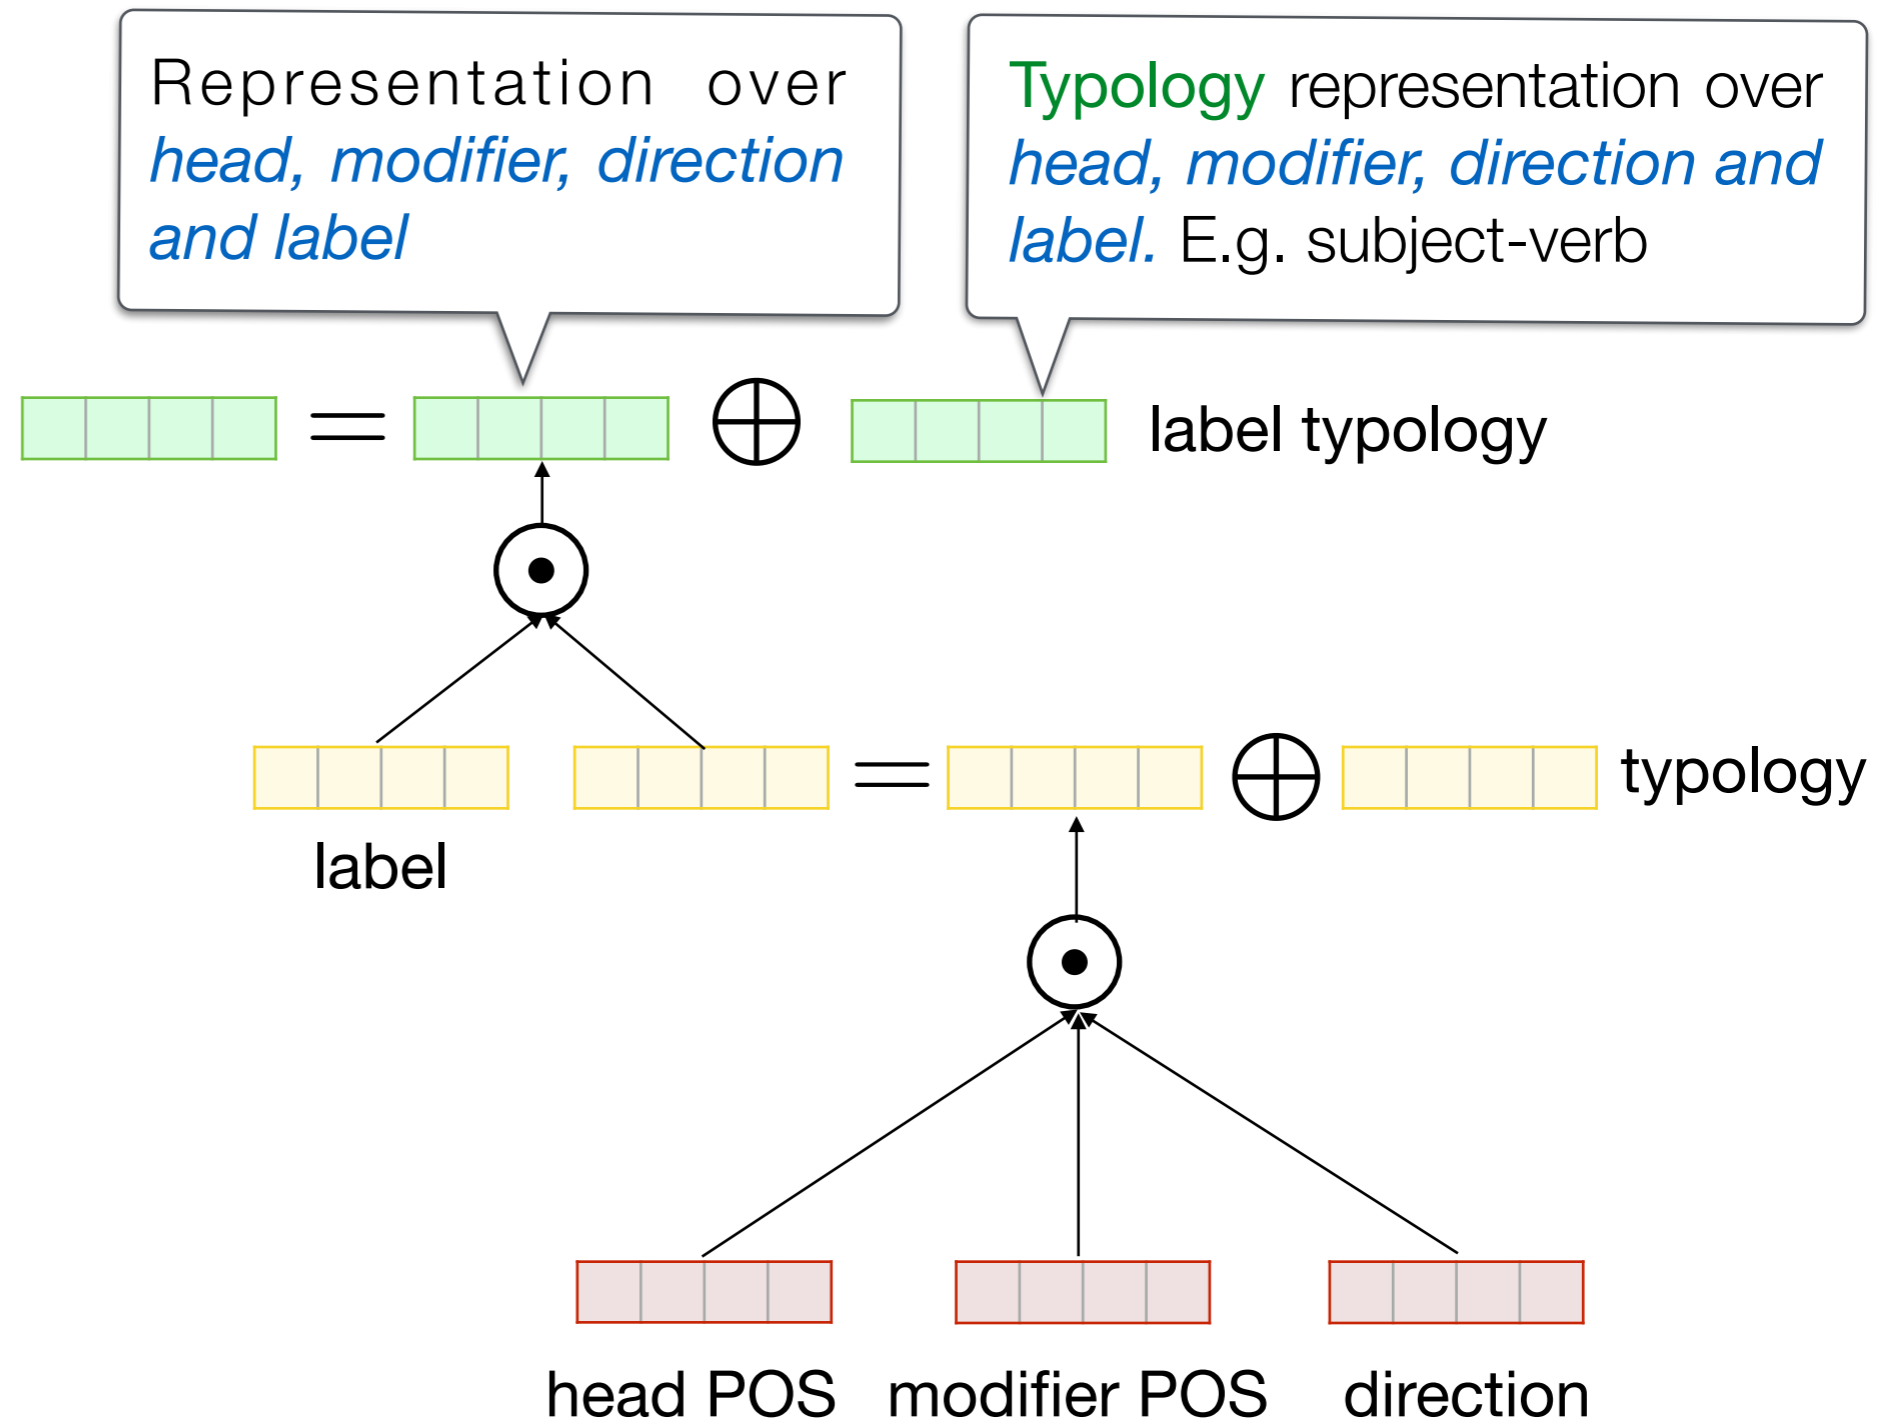 Representation over
head, modifier, direction
and label
Typology representation over
head, modifier, direction and
label. E.g. subject-verb
label typology
label
typology
head POS
modifier POS
direction